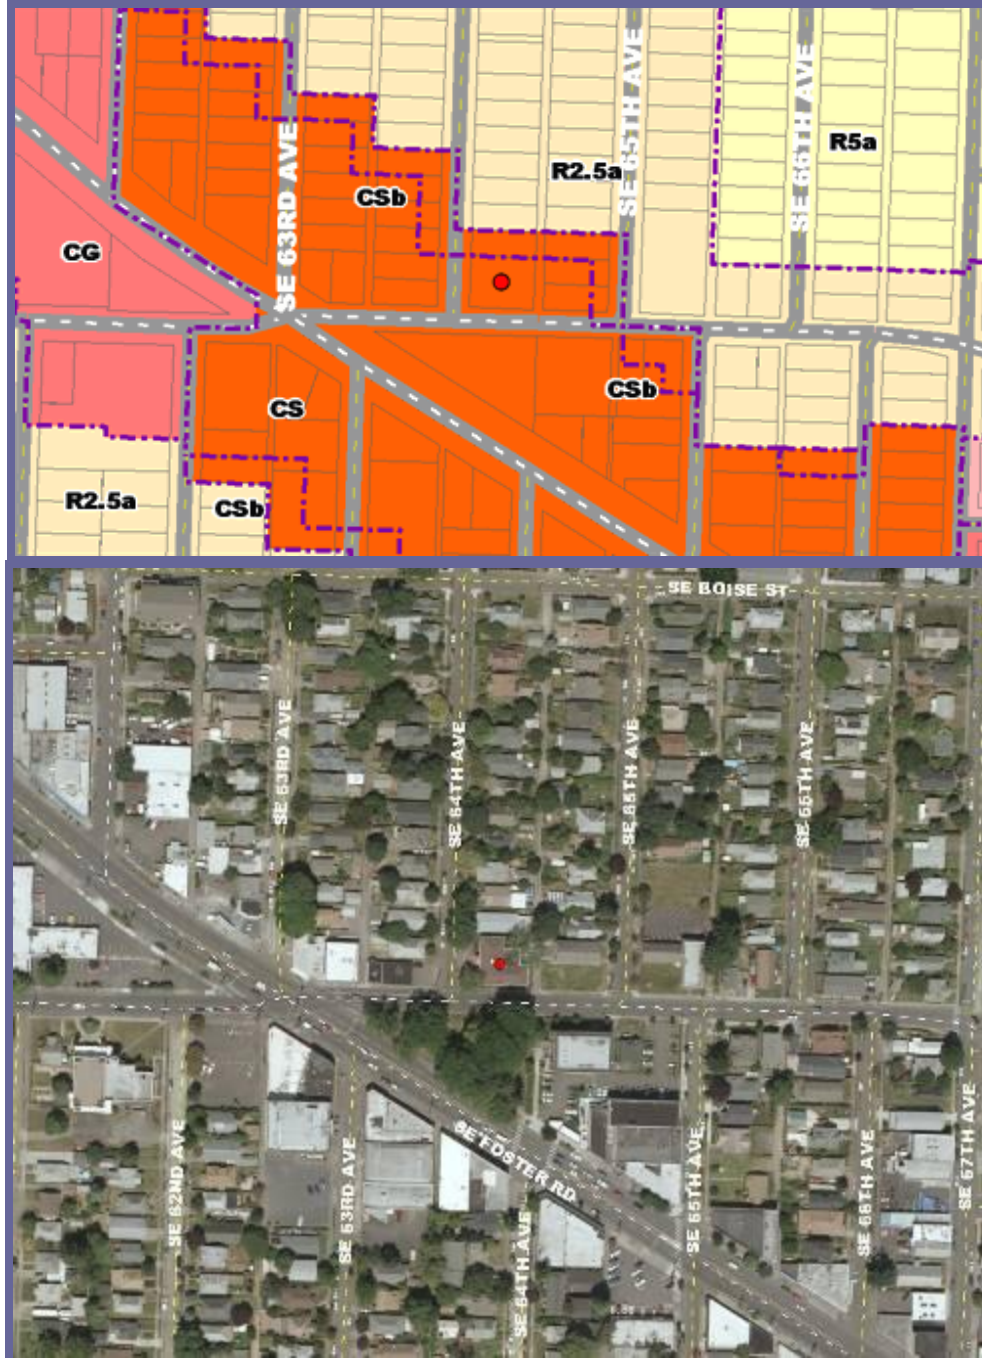 SE 65TH AVE
SE 66TH AVE
R5a
R2.5a
SE 63RD AVE
CSb
CG
CSb
CS
R2.5a
CSb
SE BOISE ST
SE 63RD AVE
SE 64TH AVE
SE 65TH AVE
SE 66TH AVE
SE FOSTER RD
SE 62ND AVE
SE 63RD AVE
SE 64TH AVE
SE 65TH AVE
SE 66TH AVE
SE 67TH AVE